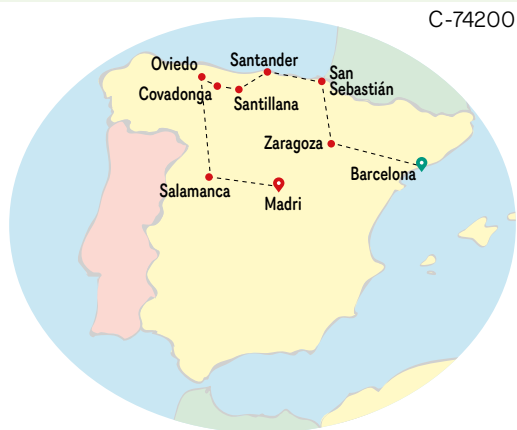 C-74200
Oviedo
Santander
San
Sebastián
Covadonga
Santillana
Zaragoza
Barcelona
Salamanca
Madri